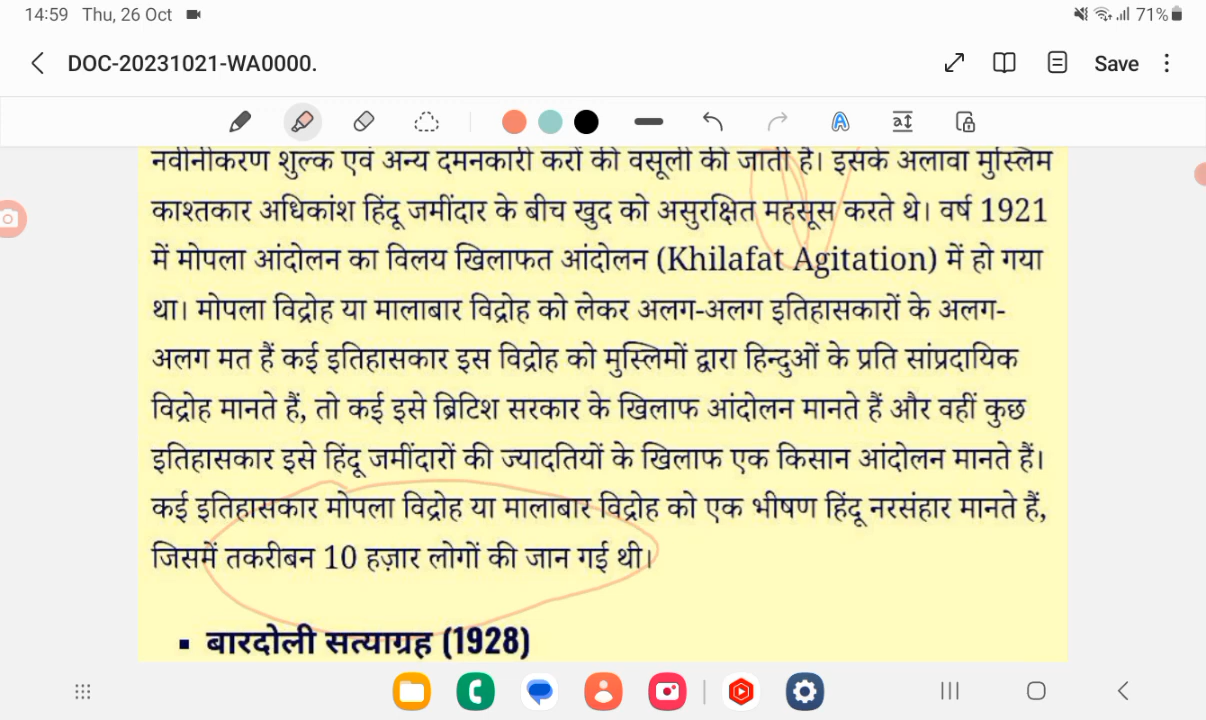 14:59 Thu, 26 Oct 71%
DOC-20231021-WA0000. Save
नवीनीकरण शुल्क एवं अन्य दमनकारी करों की वसूली की जाती है। इसके अलावा मुस्लिम
काश्तकार अधिकांश हिंदू जमींदार के बीच खुद को असुरक्षित महसूस करते थे। वर्ष 1921
में मोपला आंदोलन का विलय खिलाफत आंदोलन (Khilafat Agitation) में हो गया
था। मोपला विद्रोह या मालाबार विद्रोह को लेकर अलग-अलग इतिहासकारों के अलग-
अलग मत हैं कई इतिहासकार इस विद्रोह को मुस्लिमों द्वारा हिन्दुओं के प्रति सांप्रदायिक
विद्रोह मानते हैं, तो कई इसे ब्रिटिश सरकार के खिलाफ आंदोलन मानते हैं और वहीं कुछ
इतिहासकार इसे हिंदू जमींदारों की ज्यादतियों के खिलाफ एक किसान आंदोलन मानते हैं।
कई इतिहासकार मोपला विद्रोह या मालाबार विद्रोह को एक भीषण हिंदू नरसंहार मानते हैं,
जिसमें तकरीबन 10 हज़ार लोगों की जान गई थी।
▪ बारदोली सत्याग्रह (1928)